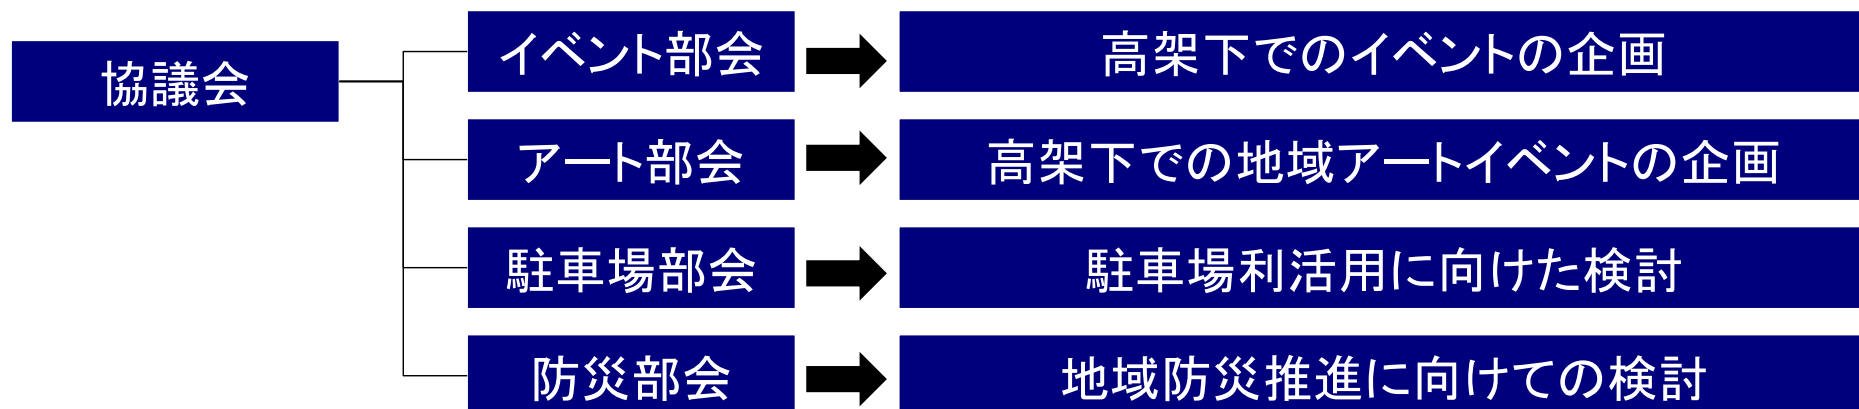 協議会
イベント部会
高架下でのイベントの企画
アート部会
高架下での地域アートイベントの企画
駐車場部会
駐車場利活用に向けた検討
防災部会
地域防災推進に向けての検討